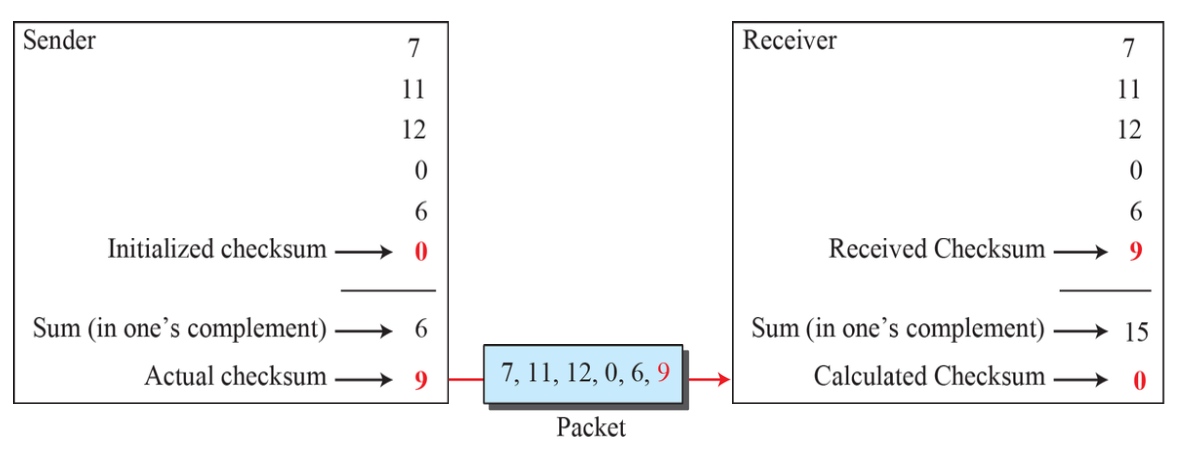 Sender
7
11
12
0
6
Initialized checksum 0
Sum (in one's complement) 6
Actual checksum 9
7, 11, 12, 0, 6, 9
Packet
Receiver
7
11
12
0
6
Received Checksum 9
Sum (in one's complement) 15
Calculated Checksum 0